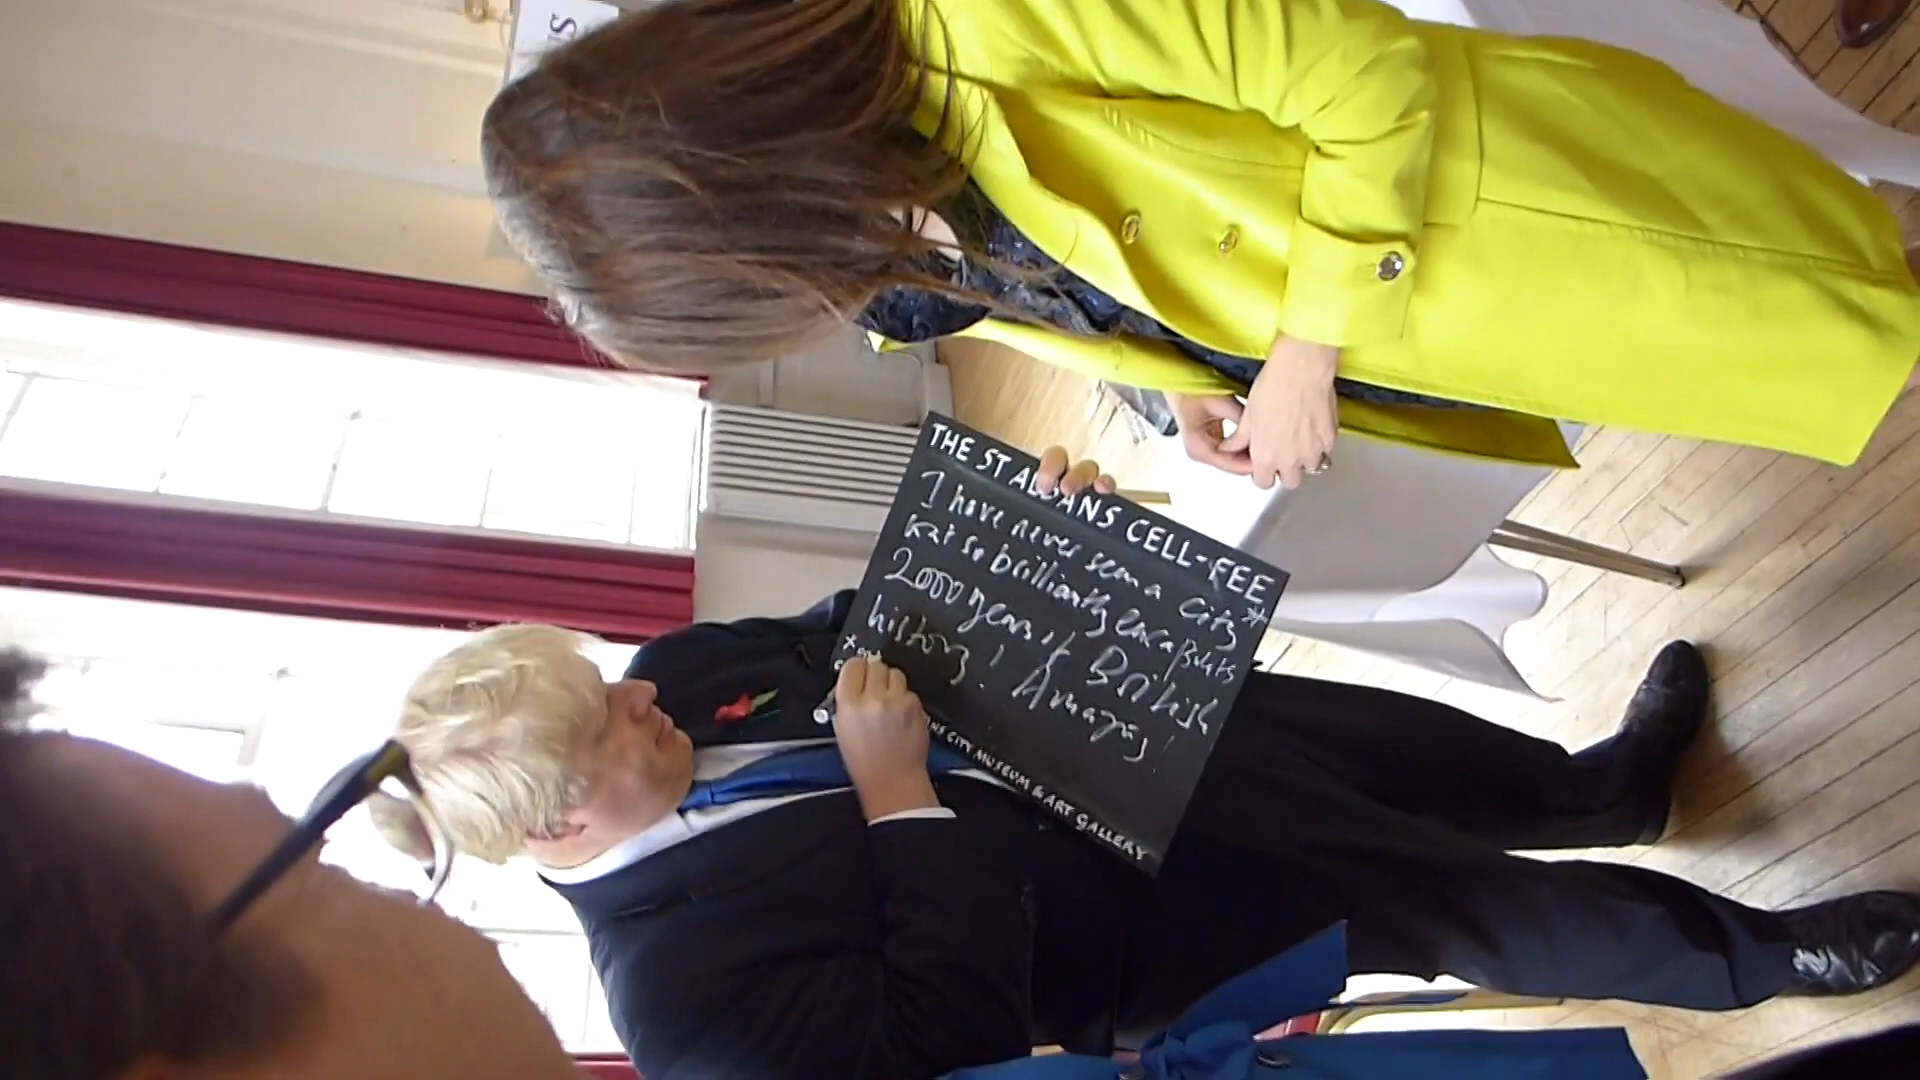 THE ST ALBANS CELL-FEE
I have never seen a City *
that so brilliantly encapsulates
2000 years of British
history! Amazing!
*
NS CITY MUSEUM & ART GALLERY